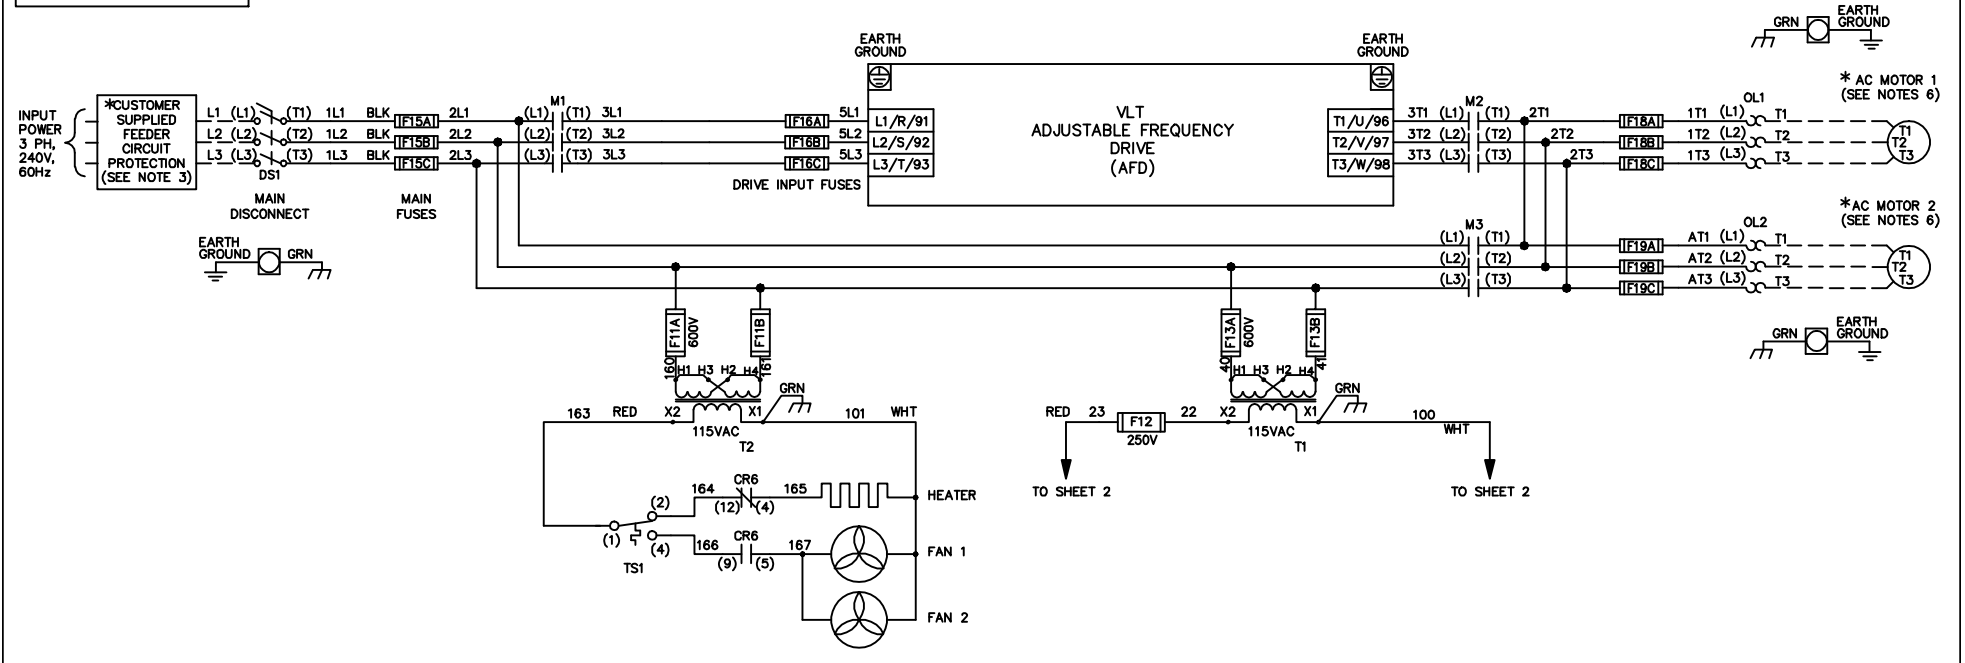 EARTH
GROUND
GRN
EARTH
GROUND
EARTH
GROUND
INPUT
POWER
3 PH,
240V,
60Hz
*CUSTOMER
SUPPLIED
FEEDER
CIRCUIT
PROTECTION
(SEE NOTE 3)
L1 (L1) (T1) 1L1 BLK F15A 2L1 (L1) M1 (T1) 3L1 F16A 5L1 L1/R/91
L2 (L2) (T2) 1L2 BLK F15B 2L2 (L2) (T2) 3L2 F16B 5L2 L2/S/92
L3 (L3) (T3) 1L3 BLK F15C 2L3 (L3) (T3) 3L3 F16C 5L3 L3/T/93
DS1
MAIN
DISCONNECT
MAIN
FUSES
DRIVE INPUT FUSES
VLT
ADJUSTABLE FREQUENCY
DRIVE
(AFD)
T1/U/96 3T1 (L1) M2 (T1) 2T1 F18A 1T1 (L1) OL1 T1
T2/V/97 3T2 (L2) (T2) 2T2 F18B 1T2 (L2) T2
T3/W/98 3T3 (L3) (T3) 2T3 F18C 1T3 (L3) T3
* AC MOTOR 1
(SEE NOTES 6)
T1
T2
T3
EARTH
GROUND
GRN
*AC MOTOR 2
(SEE NOTES 6)
(L1) M3 (T1) F19A AT1 (L1) OL2 T1
(L2) (T2) F19B AT2 (L2) T2
(L3) (T3) F19C AT3 (L3) T3
T1
T2
T3
GRN
EARTH
GROUND
F11A
600V
F11B
160
161
H1 H3 H2 H4
GRN
163 RED X2 X1 101 WHT
115VAC
T2
F13A
600V
F13B
40
41
H1 H3 H2 H4
GRN
RED 23 F12 22 X2 X1 100
WHT
250V
115VAC
T1
TO SHEET 2
TO SHEET 2
CR6
164 165
(12) (4)
HEATER
(2)
(1)
(4)
TS1
CR6
166 167
(9) (5)
FAN 1
FAN 2